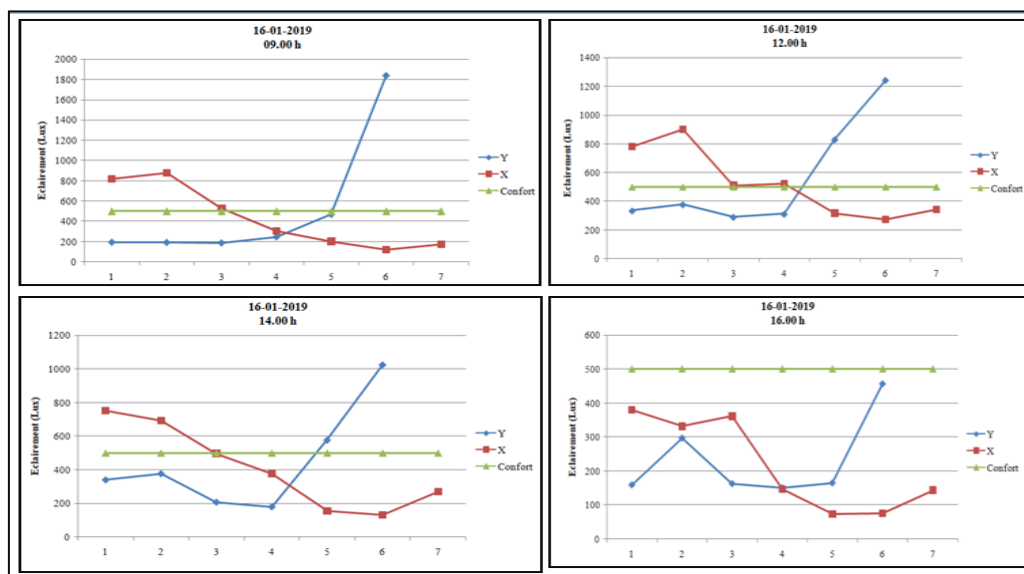 16-01-2019
09.00 h
Eclairement (Lux)
2000
1800
1600
1400
1200
1000
800
600
400
200
0
1 2 3 4 5 6 7
Y
X
Confort
16-01-2019
12.00 h
Eclairement (Lux)
1400
1200
1000
800
600
400
200
0
1 2 3 4 5 6 7
Y
X
Confort
16-01-2019
14.00 h
Eclairement (Lux)
1200
1000
800
600
400
200
0
1 2 3 4 5 6 7
Y
X
Confort
16-01-2019
16.00 h
Eclairement (Lux)
600
500
400
300
200
100
0
1 2 3 4 5 6 7
Y
X
Confort